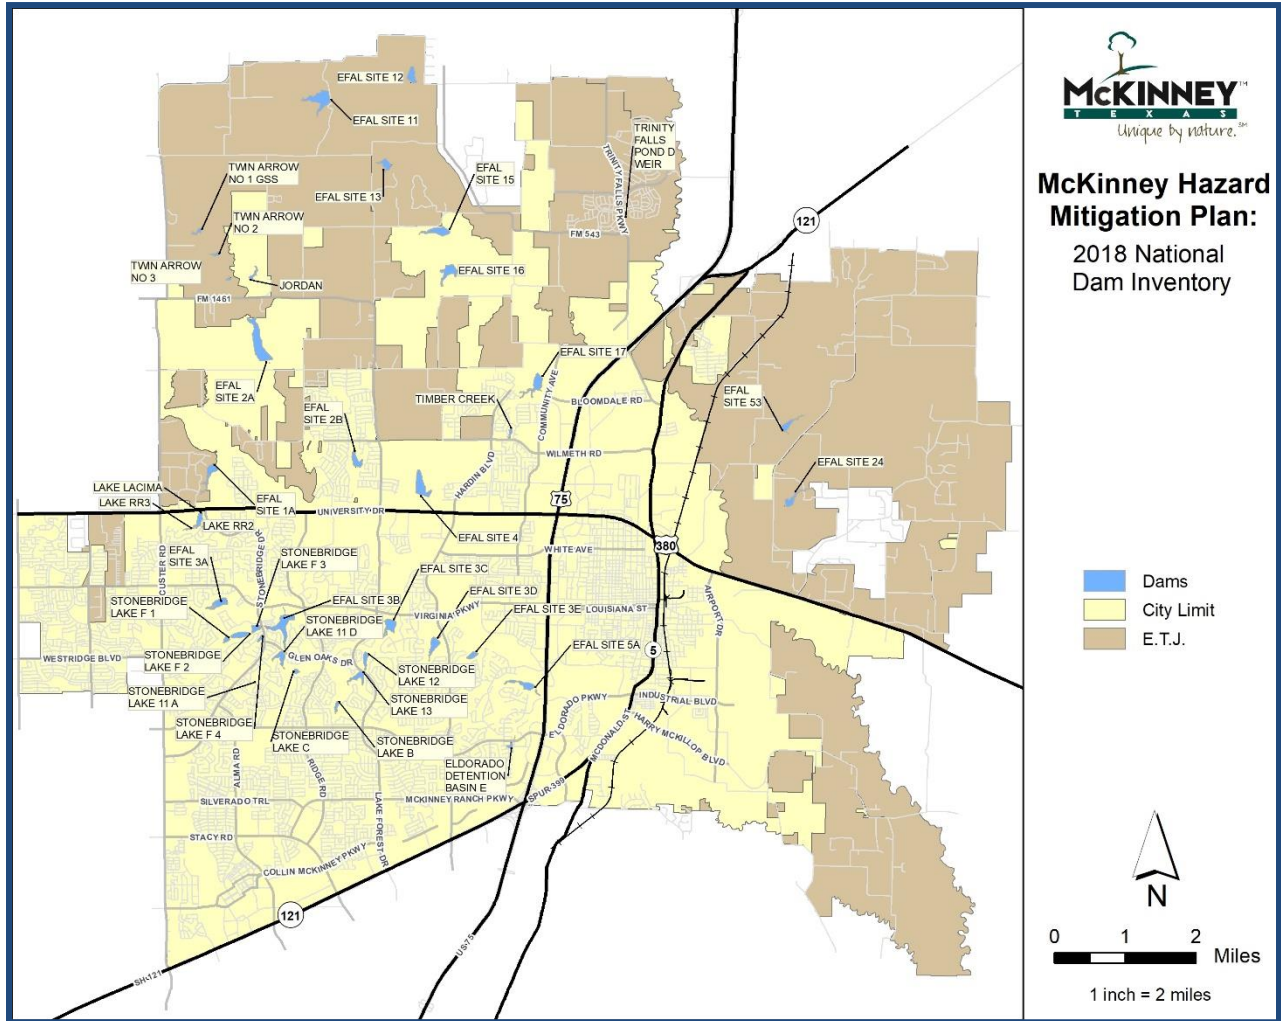 EFAL SITE 12
EFAL SITE 11
TRINITY
FALLS
POND D
WEIR
TRINITY FALLS PKWY
TWIN ARROW
NO 1 GSS
EFAL SITE 13
EFAL
SITE 15
TWIN ARROW
NO 2
FM 543
121
TWIN ARROW
NO 3
JORDAN
EFAL SITE 16
FM 1461
EFAL SITE 17
EFAL
SITE 2A
EFAL
SITE 2B
TIMBER CREEK
COMMUNITY AVE
BLOOMDALE RD
EFAL
SITE 53
HARDIN BLVD
WILMETH RD
EFAL SITE 24
LAKE LACIMA
LAKE RR3
EFAL
SITE 1A
LAKE RR2
UNIVERSITY DR
75
EFAL SITE 4
380
WHITE AVE
CUSTER RD
EFAL
SITE 3A
STONEBRIDGE DR
STONEBRIDGE
LAKE F 3
EFAL SITE 3C
EFAL SITE 3D
AIRPORT DR
STONEBRIDGE
LAKE F 1
EFAL SITE 3B
VIRGINIA PKWY
EFAL SITE 3E
LOUISIANA ST
STONEBRIDGE
LAKE 11 D
EFAL SITE 5A
5
WESTRIDGE BLVD
STONEBRIDGE
LAKE F 2
GLEN OAKS DR
STONEBRIDGE
LAKE 12
STONEBRIDGE
LAKE 11 A
STONEBRIDGE
LAKE 13
STONEBRIDGE
LAKE F 4
STONEBRIDGE
LAKE C
STONEBRIDGE
LAKE B
ELDORADO PKWY
INDUSTRIAL BLVD
HARRY MCKILLOP BLVD
MCDONALD ST
ALMA RD
RIDGE RD
ELDORADO
DETENTION
BASIN E
SPUR-399
SILVERADO TRL
MCKINNEY RANCH PKWY
LAKE FOREST DR
STACY RD
COLLIN MCKINNEY PKWY
121
US-75
SH-121
McKINNEY™
TEXAS
Unique by nature.℠
McKinney Hazard
Mitigation Plan:
2018 National
Dam Inventory
Dams
City Limit
E.T.J.
N
0 1 2
Miles
1 inch = 2 miles